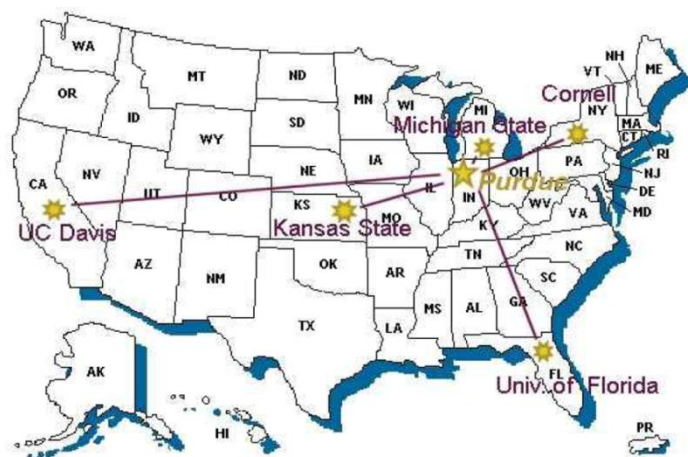 WA
MT
ND
MN
OR
ID
WY
SD
WI
MI
NH
VT
ME
Cornell
NY
MA
CT
RI
Michigan State
NV
UT
CO
NE
IA
IL
IN
OH
PA
NJ
DE
MD
Purdue
CA
UC Davis
KS
Kansas State
MO
KY
WV
VA
AZ
NM
OK
AR
TN
NC
SC
TX
LA
MS
AL
GA
FL
Univ. of Florida
AK
HI
PR